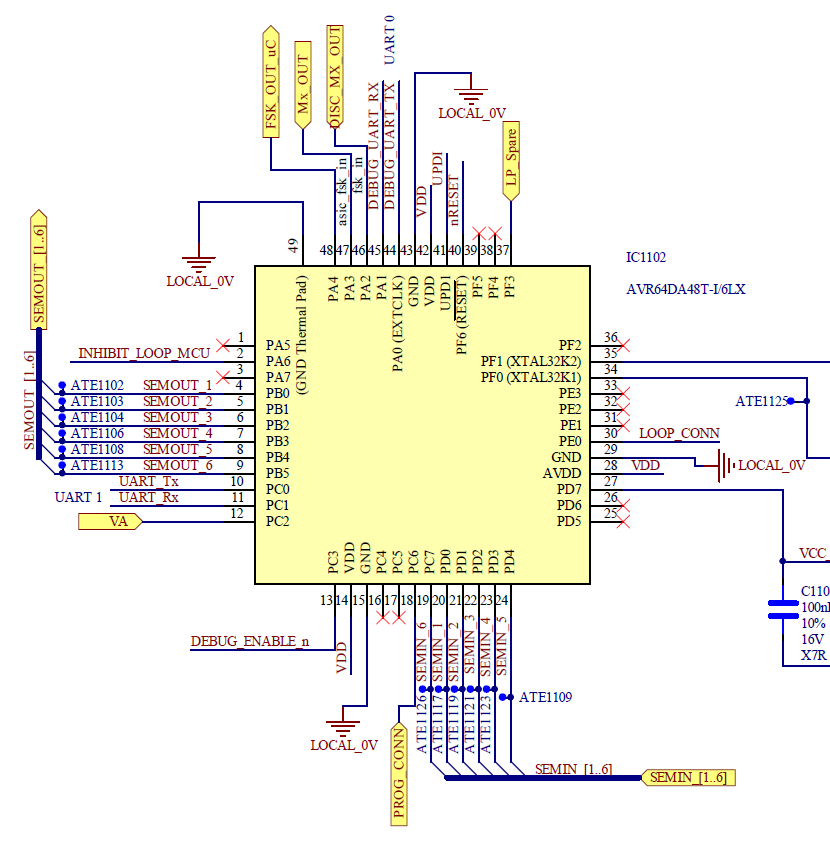 FSK_OUT_uC
Mx_OUT
DISC_MX_OUT
UART 0
DEBUG_UART_RX
DEBUG_UART_TX
LOCAL_0V
LP_Spare
asic_fsk_in
fsk_in
VDD
UPDI
nRESET
SEMOUT_[1..6]
LOCAL_0V
49 48 47 46 45 44 43 42 41 40 39 38 37
(GND Thermal Pad)
PA4
PA3
PA2
PA1
PA0 (EXTCLK)
GND
VDD
UPD1
PF6 (RESET)
PF5
PF4
PF3
IC1102
AVR64DA48T-I/6LX
SEMOUT_[1..6]
1 PA5
INHIBIT_LOOP_MCU 2 PA6
3 PA7
ATE1102 SEMOUT_1 4 PB0
ATE1103 SEMOUT_2 5 PB1
ATE1104 SEMOUT_3 6 PB2
ATE1106 SEMOUT_4 7 PB3
ATE1108 SEMOUT_5 8 PB4
ATE1113 SEMOUT_6 9 PB5
UART_Tx 10 PC0
UART 1 UART_Rx 11 PC1
VA 12 PC2
PF2 36
PF1 (XTAL32K2) 35
PF0 (XTAL32K1) 34
PE3 33
PE2 32
PE1 31
PE0 30 LOOP_CONN
GND 29 LOCAL_0V
AVDD 28 VDD
PD7 27
PD6 26
PD5 25
ATE1125
PC3
VDD
GND
PC4
PC5
PC6
PC7
PD0
PD1
PD2
PD3
PD4
13 14 15 16 17 18 19 20 21 22 23 24
VCC_
C110
100n
10%
16V
X7R
DEBUG_ENABLE_n
VDD
LOCAL_0V
SEMIN_6
SEMIN_1
SEMIN_2
SEMIN_3
SEMIN_4
SEMIN_5
ATE1126
ATE1117
ATE1119
ATE1121
ATE1123
ATE1109
PROG_CONN
SEMIN_[1..6]
SEMIN_[1..6]